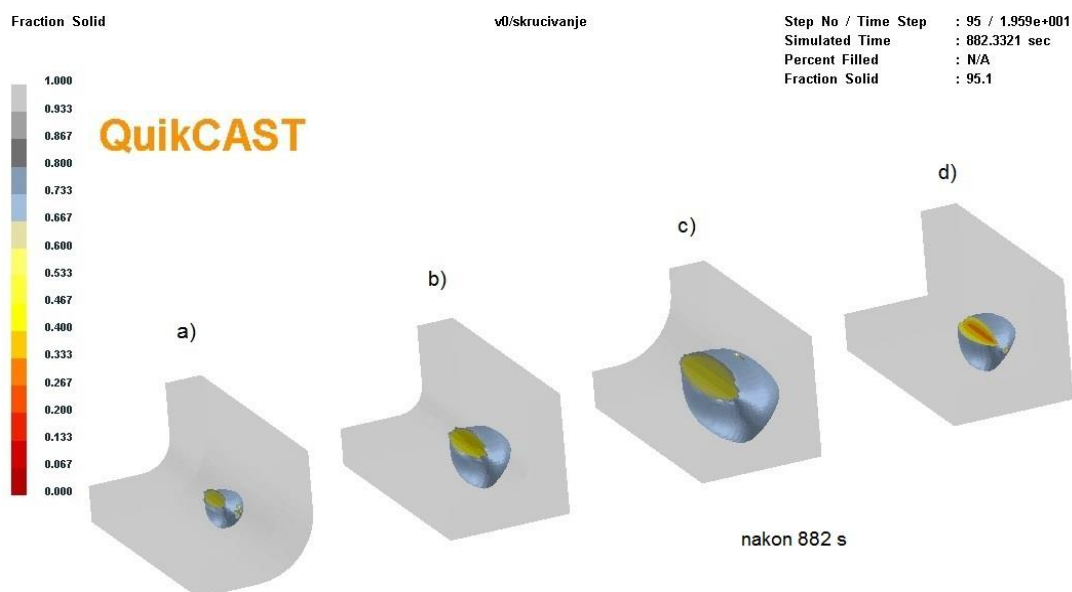 Fraction Solid
v0/skrucivanje
Step No / Time Step : 95 / 1.959e+001
Simulated Time : 882.3321 sec
Percent Filled : N/A
Fraction Solid : 95.1
1.000
0.933
0.867
0.800
0.733
0.667
0.600
0.533
0.467
0.400
0.333
0.267
0.200
0.133
0.067
0.000
QuikCAST
a)
b)
c)
d)
nakon 882 s